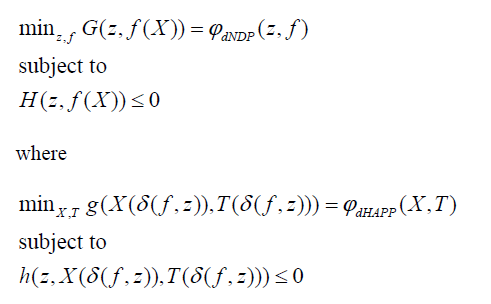 min_{z,f} G(z, f(X)) = φ_{dNDP}(z, f)
subject to
H(z, f(X)) ≤ 0
where
min_{X,T} g(X(δ(f, z)), T(δ(f, z))) = φ_{dHAPP}(X, T)
subject to
h(z, X(δ(f, z)), T(δ(f, z))) ≤ 0